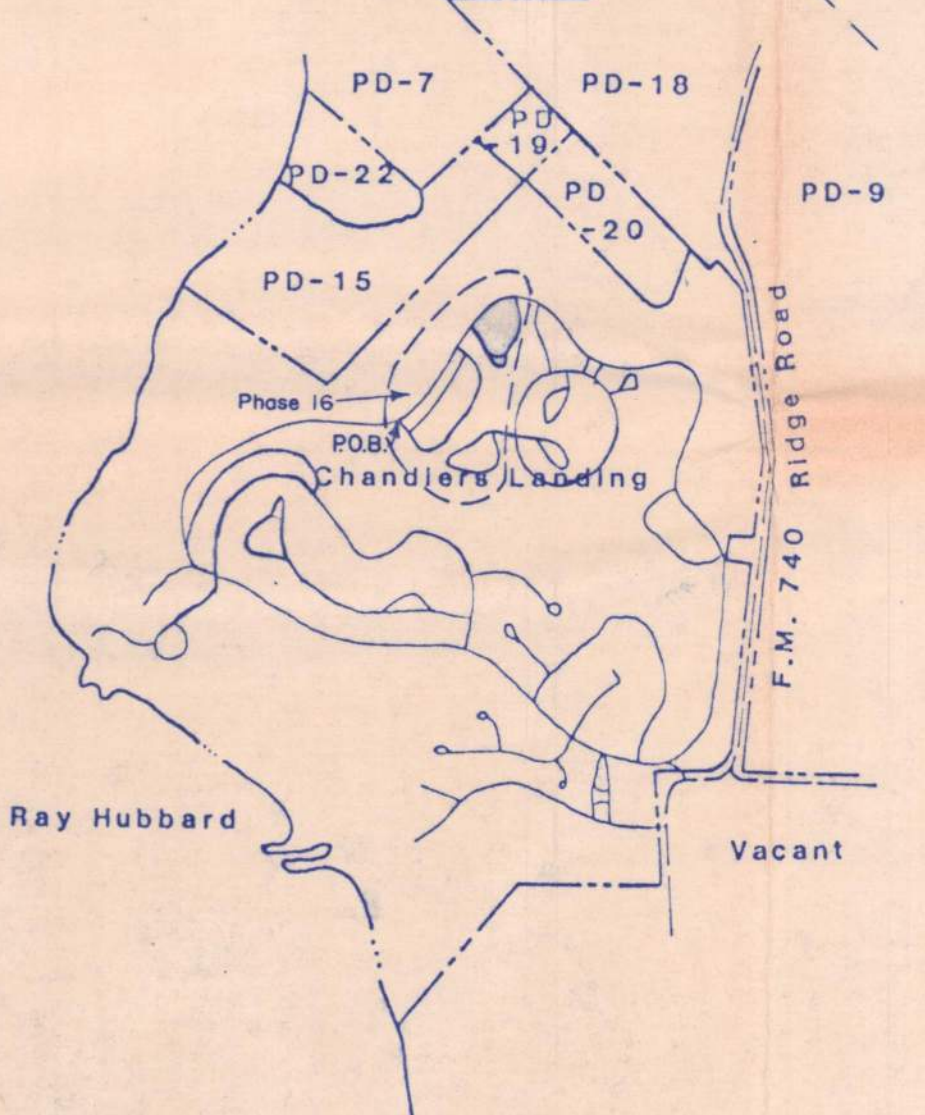 PD-7
PD-18
PD
-19
PD-22
PD
-20
PD-9
PD-15
Phase 16
P.O.B.
Chandlers Landing
F.M. 740 Ridge Road
Ray Hubbard
Vacant